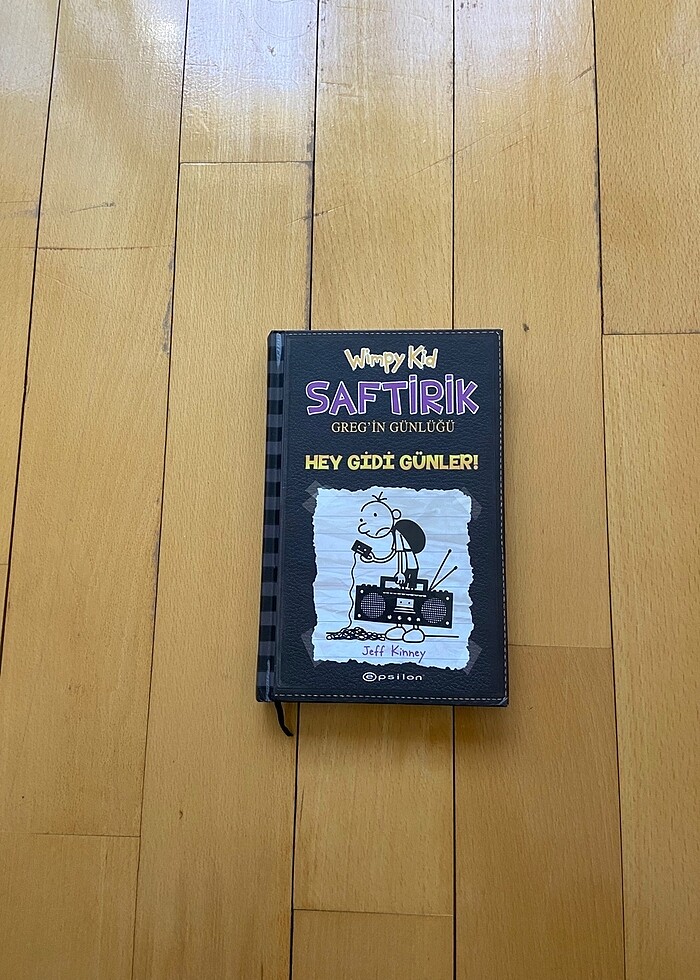 Wimpy Kid
SAFTİRİK
GREG'İN GÜNLÜĞÜ
HEY GİDİ GÜNLER!
Jeff Kinney
epsilon